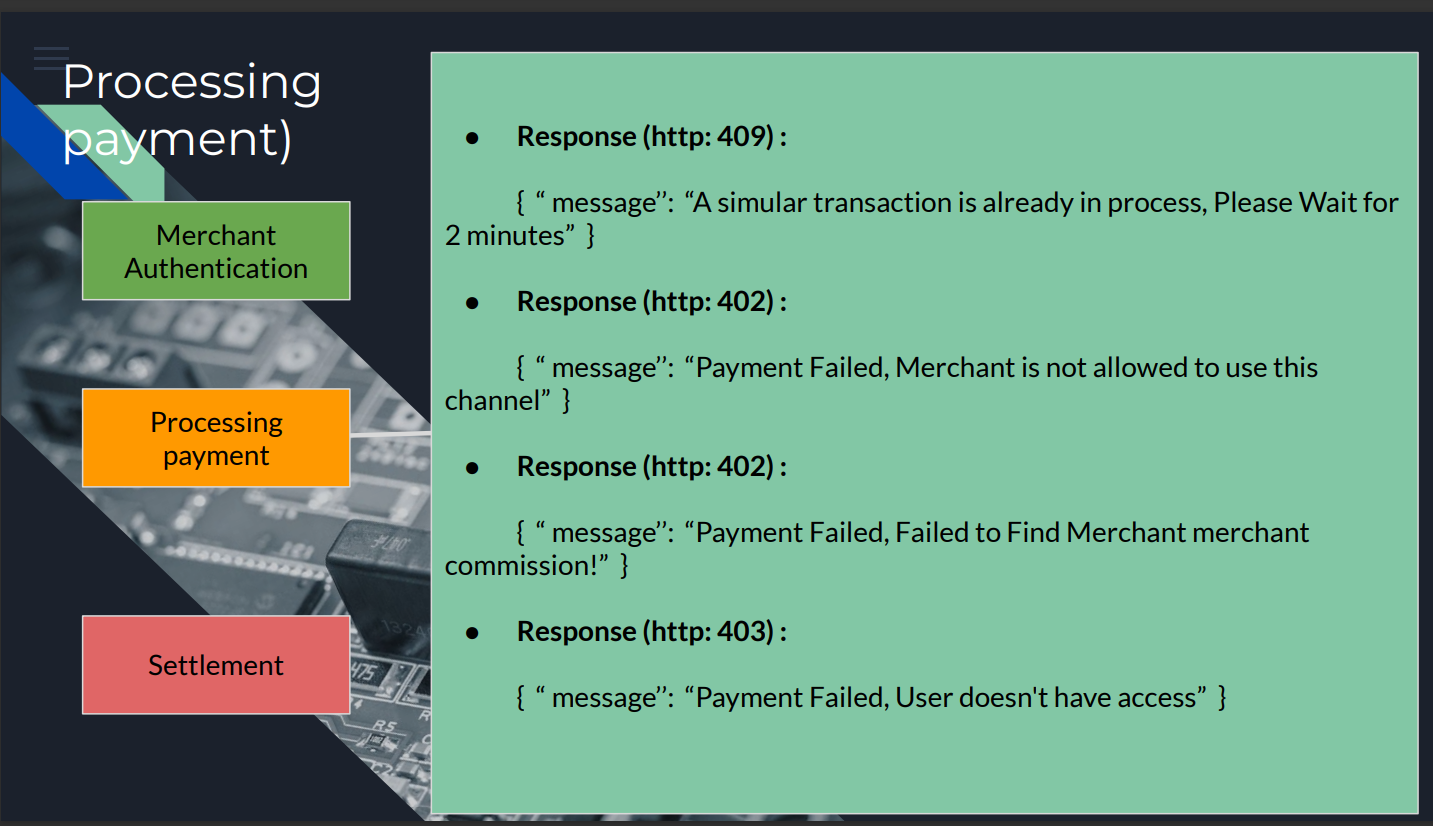 Processing
payment)
Merchant
Authentication
Processing
payment
Settlement
● Response (http: 409) :
{ “ message’’: “A simular transaction is already in process, Please Wait for
2 minutes” }
● Response (http: 402) :
{ “ message’’: “Payment Failed, Merchant is not allowed to use this
channel” }
● Response (http: 402) :
{ “ message’’: “Payment Failed, Failed to Find Merchant merchant
commission!” }
● Response (http: 403) :
{ “ message’’: “Payment Failed, User doesn't have access” }
475
R5